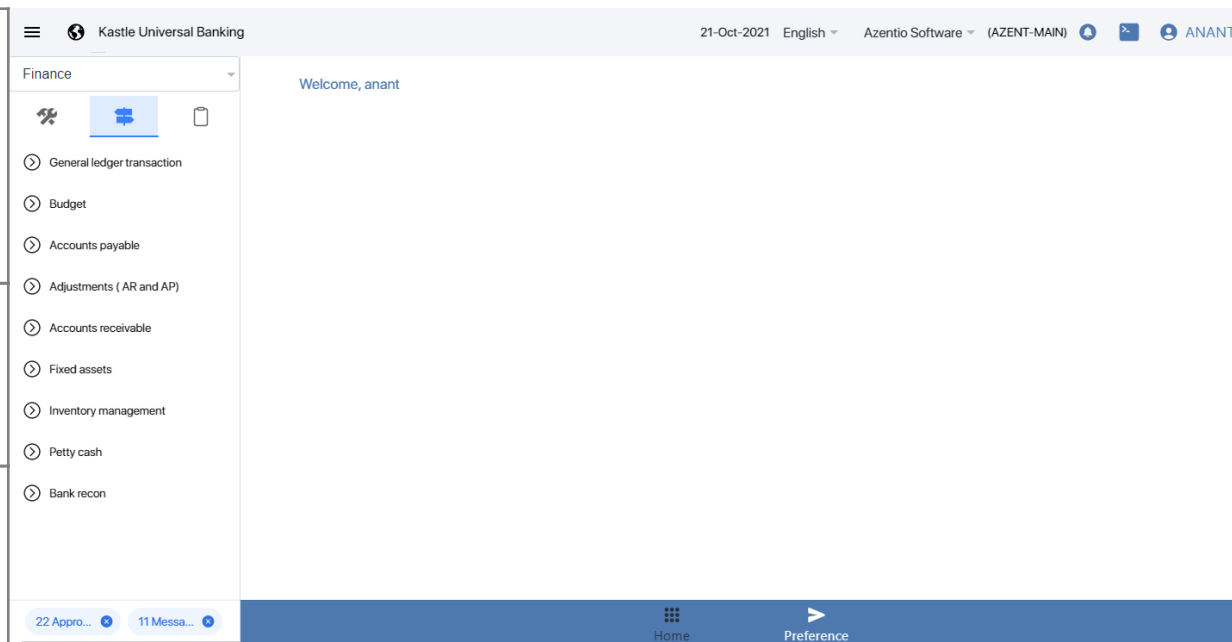 Kastle Universal Banking 21-Oct-2021 English Azentio Software (AZENT-MAIN) ANANT
Finance
Welcome, anant
General ledger transaction
Budget
Accounts payable
Adjustments ( AR and AP)
Accounts receivable
Fixed assets
Inventory management
Petty cash
Bank recon
22 Appro... 11 Messa...
Home Preference